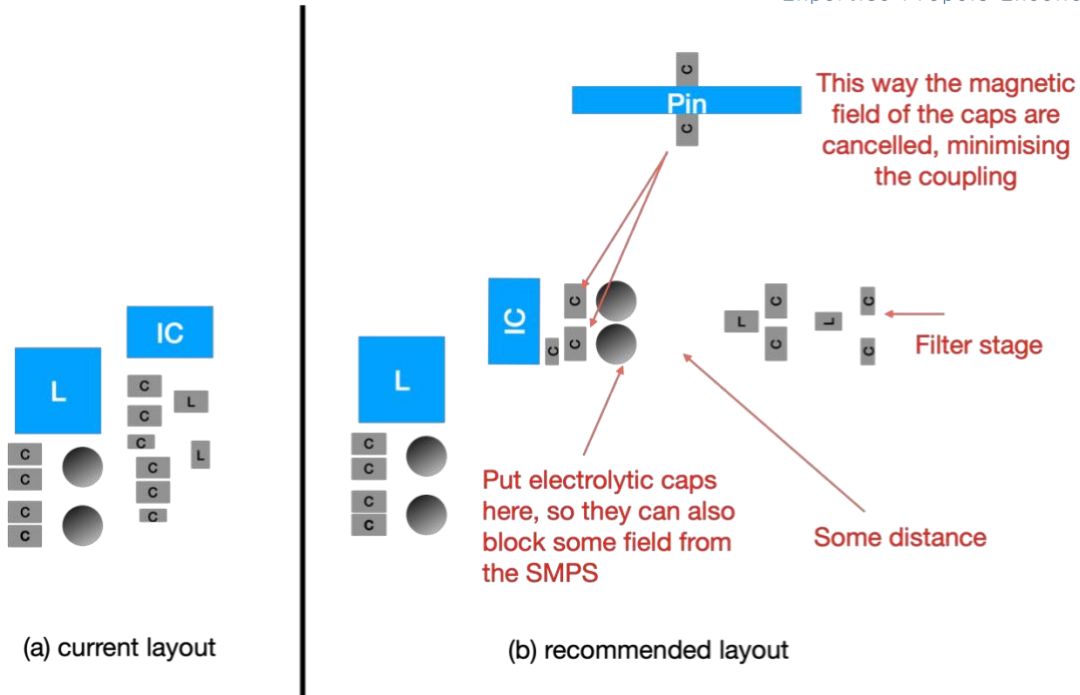 C
Pin
C
This way the magnetic
field of the caps are
cancelled, minimising
the coupling
IC
L
C
C
C
L
C
C
C
C
C
L
C
C
C
C
IC
C
C
C
L
C
C
L
C
C
Filter stage
L
C
C
C
C
Put electrolytic caps
here, so they can also
block some field from
the SMPS
Some distance
(a) current layout
(b) recommended layout